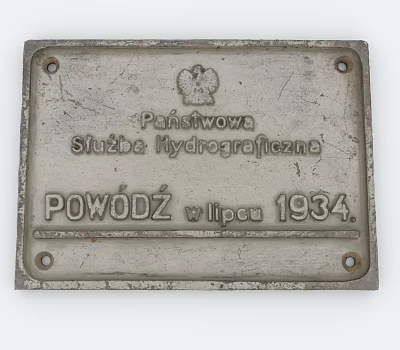 Państwowa
Służba Hydrograficzna
POWÓDŹ w lipcu 1934.